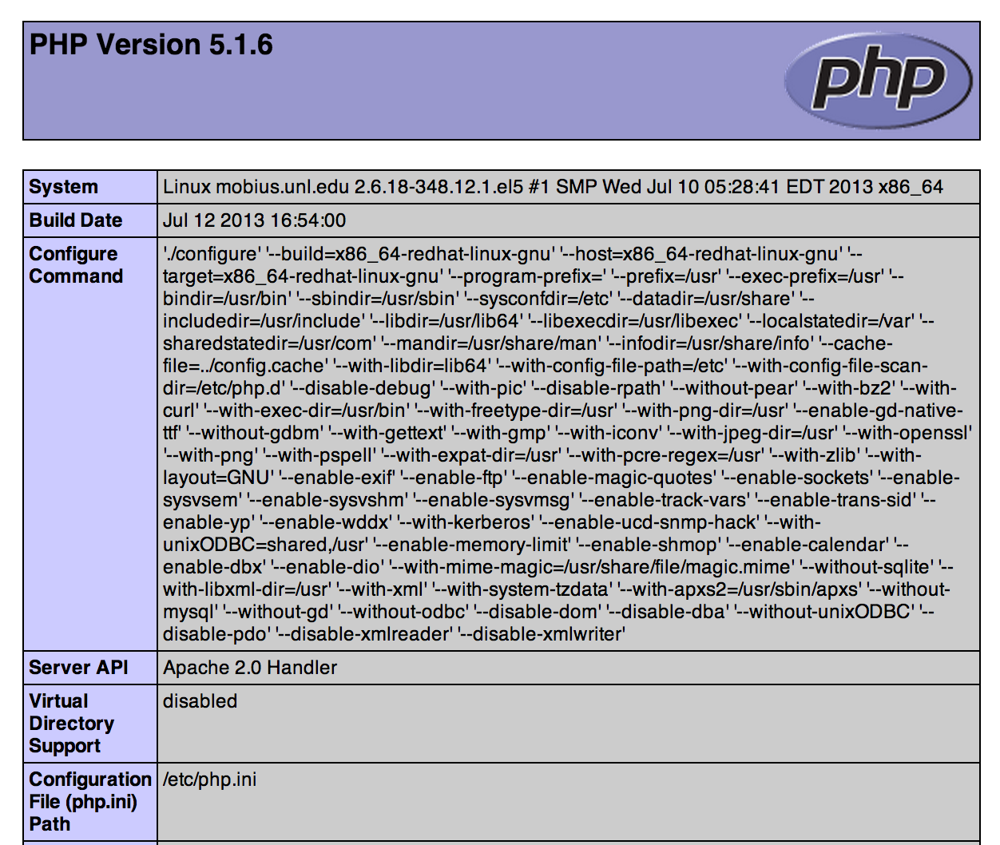 PHP Version 5.1.6
php
System
Linux mobius.unl.edu 2.6.18-348.12.1.el5 #1 SMP Wed Jul 10 05:28:41 EDT 2013 x86_64
Build Date
Jul 12 2013 16:54:00
Configure
Command
'./configure' '--build=x86_64-redhat-linux-gnu' '--host=x86_64-redhat-linux-gnu' '--
target=x86_64-redhat-linux-gnu' '--program-prefix=' '--prefix=/usr' '--exec-prefix=/usr' '--
bindir=/usr/bin' '--sbindir=/usr/sbin' '--sysconfdir=/etc' '--datadir=/usr/share' '--
includedir=/usr/include' '--libdir=/usr/lib64' '--libexecdir=/usr/libexec' '--localstatedir=/var' '--
sharedstatedir=/usr/com' '--mandir=/usr/share/man' '--infodir=/usr/share/info' '--cache-
file=../config.cache' '--with-libdir=lib64' '--with-config-file-path=/etc' '--with-config-file-scan-
dir=/etc/php.d' '--disable-debug' '--with-pic' '--disable-rpath' '--without-pear' '--with-bz2' '--with-
curl' '--with-exec-dir=/usr/bin' '--with-freetype-dir=/usr' '--with-png-dir=/usr' '--enable-gd-native-
ttf' '--without-gdbm' '--with-gettext' '--with-gmp' '--with-iconv' '--with-jpeg-dir=/usr' '--with-openssl'
'--with-png' '--with-pspell' '--with-expat-dir=/usr' '--with-pcre-regex=/usr' '--with-zlib' '--with-
layout=GNU' '--enable-exif' '--enable-ftp' '--enable-magic-quotes' '--enable-sockets' '--enable-
sysvsem' '--enable-sysvshm' '--enable-sysvmsg' '--enable-track-vars' '--enable-trans-sid' '--
enable-yp' '--enable-wddx' '--with-kerberos' '--enable-ucd-snmp-hack' '--with-
unixODBC=shared,/usr' '--enable-memory-limit' '--enable-shmop' '--enable-calendar' '--
enable-dbx' '--enable-dio' '--with-mime-magic=/usr/share/file/magic.mime' '--without-sqlite' '--
with-libxml-dir=/usr' '--with-xml' '--with-system-tzdata' '--with-apxs2=/usr/sbin/apxs' '--without-
mysql' '--without-gd' '--without-odbc' '--disable-dom' '--disable-dba' '--without-unixODBC' '--
disable-pdo' '--disable-xmlreader' '--disable-xmlwriter'
Server API
Apache 2.0 Handler
Virtual
Directory
Support
disabled
Configuration
File (php.ini)
Path
/etc/php.ini